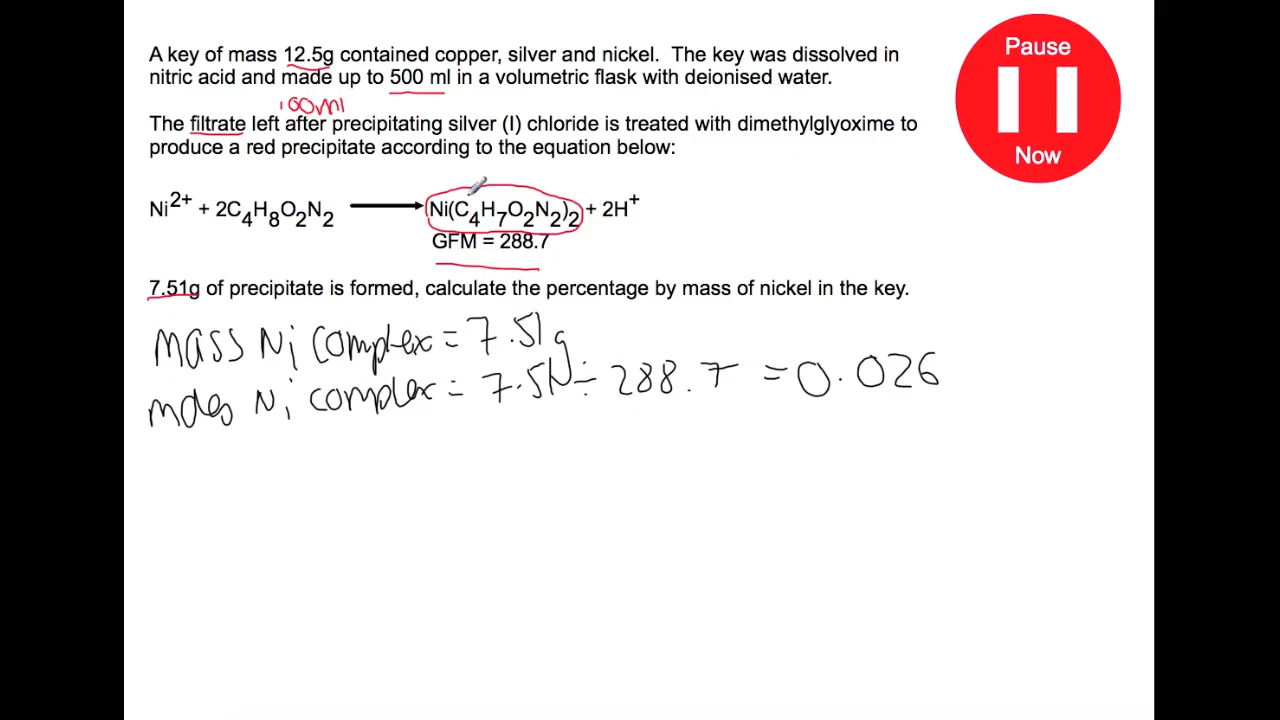 A key of mass 12.5g contained copper, silver and nickel. The key was dissolved in
nitric acid and made up to 500 ml in a volumetric flask with deionised water.
100ml
The filtrate left after precipitating silver (I) chloride is treated with dimethylglyoxime to
produce a red precipitate according to the equation below:
Ni2+ + 2C4H8O2N2 → Ni(C4H7O2N2)2 + 2H+
GFM = 288.7
7.51g of precipitate is formed, calculate the percentage by mass of nickel in the key.
mass Ni complex = 7.51g
moles Ni complex = 7.51 ÷ 288.7 = 0.026
Pause
Now